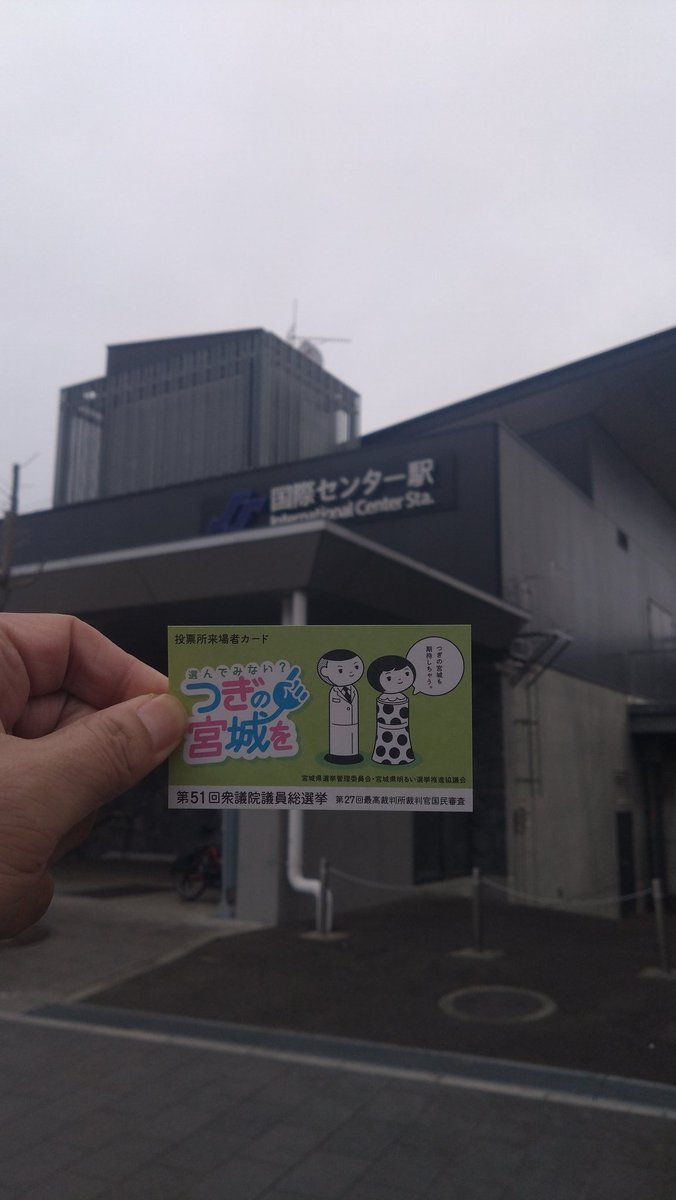 国際センター駅
International Center Sta.
投票所来場者カード
選んでみない?
つぎの
宮城を
つぎの宮城も
期待しちゃう。
宮城県選挙管理委員会・宮城県明るい選挙推進協議会
第51回衆議院議員総選挙 第27回最高裁判所裁判官国民審査